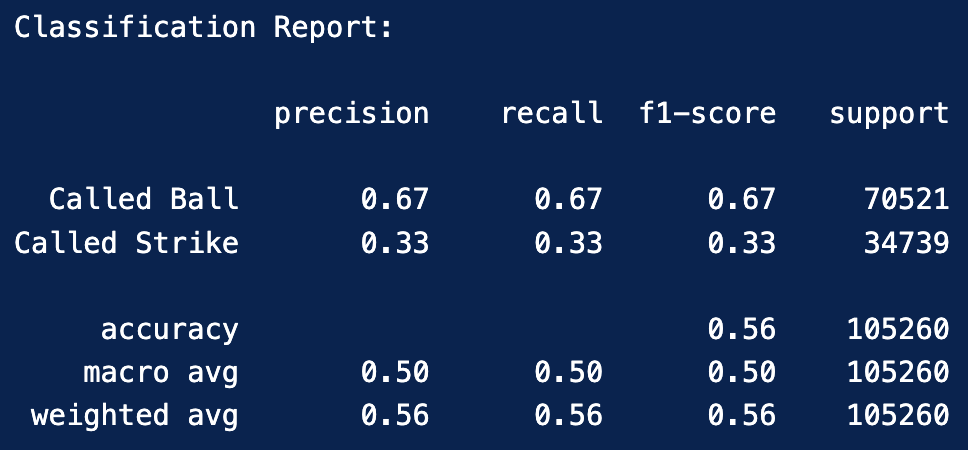 Classification Report:
precision recall f1-score support
Called Ball 0.67 0.67 0.67 70521
Called Strike 0.33 0.33 0.33 34739
accuracy 0.56 105260
macro avg 0.50 0.50 0.50 105260
weighted avg 0.56 0.56 0.56 105260